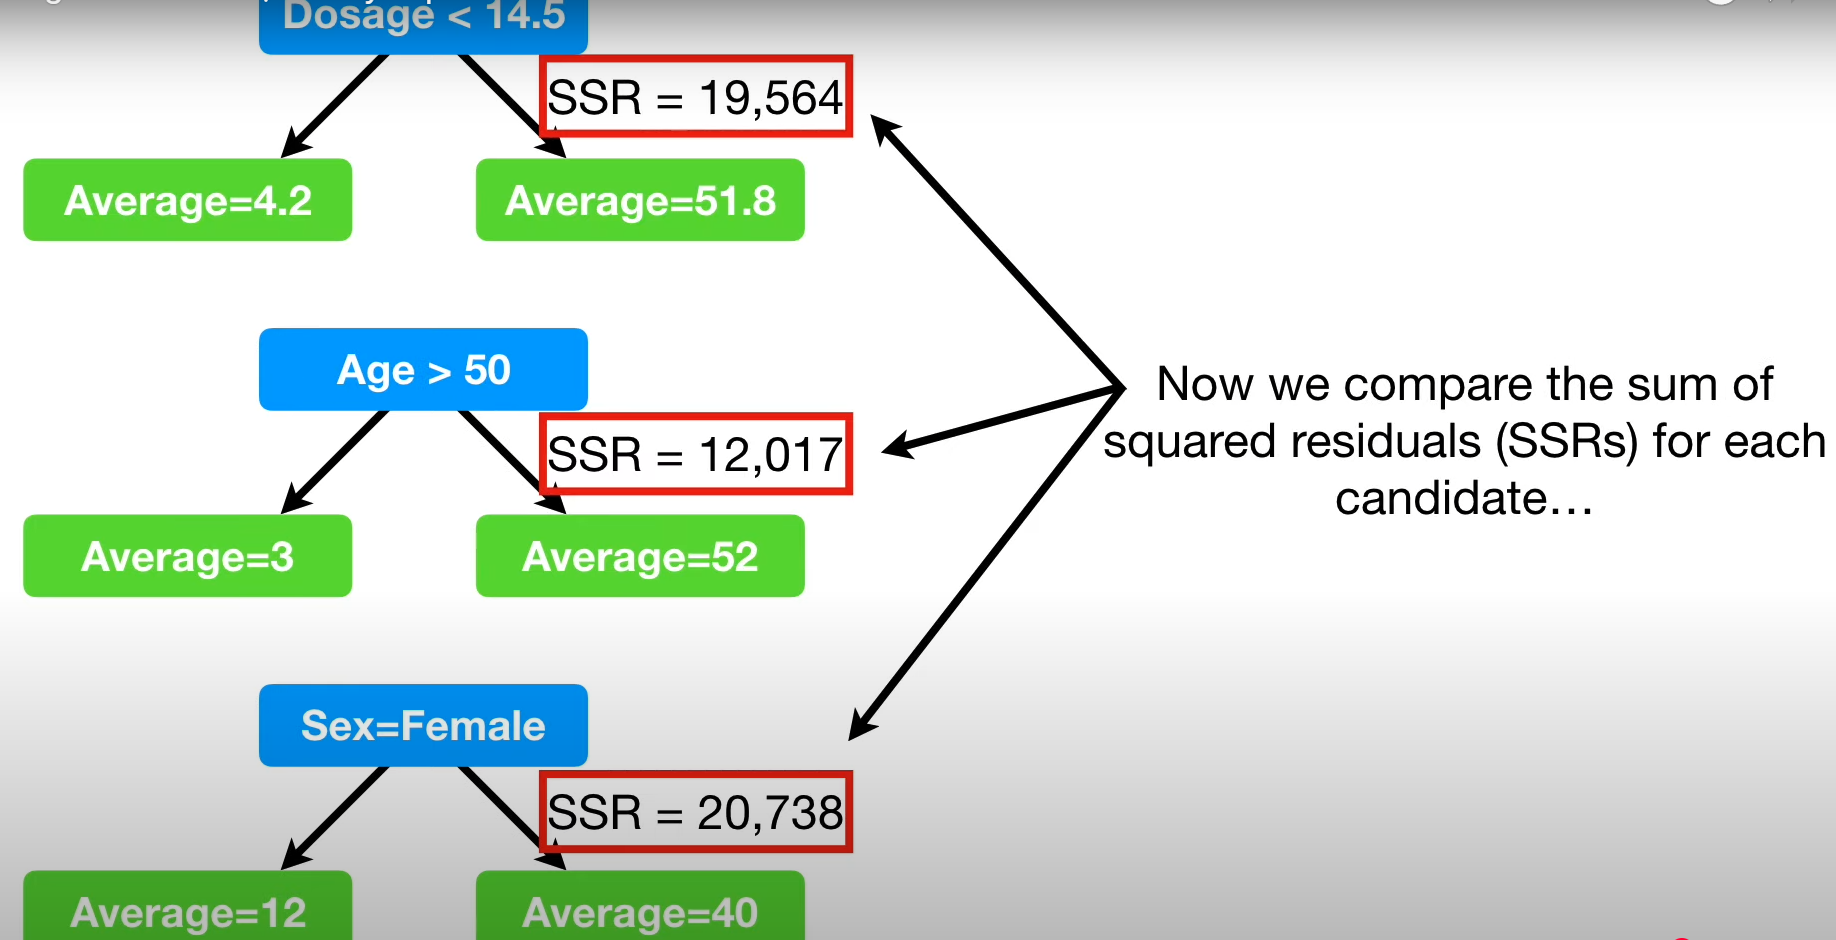 Dosage < 14.5
SSR = 19,564
Average=4.2
Average=51.8
Age > 50
SSR = 12,017
Average=3
Average=52
Now we compare the sum of
squared residuals (SSRs) for each
candidate…
Sex=Female
SSR = 20,738
Average=12
Average=40